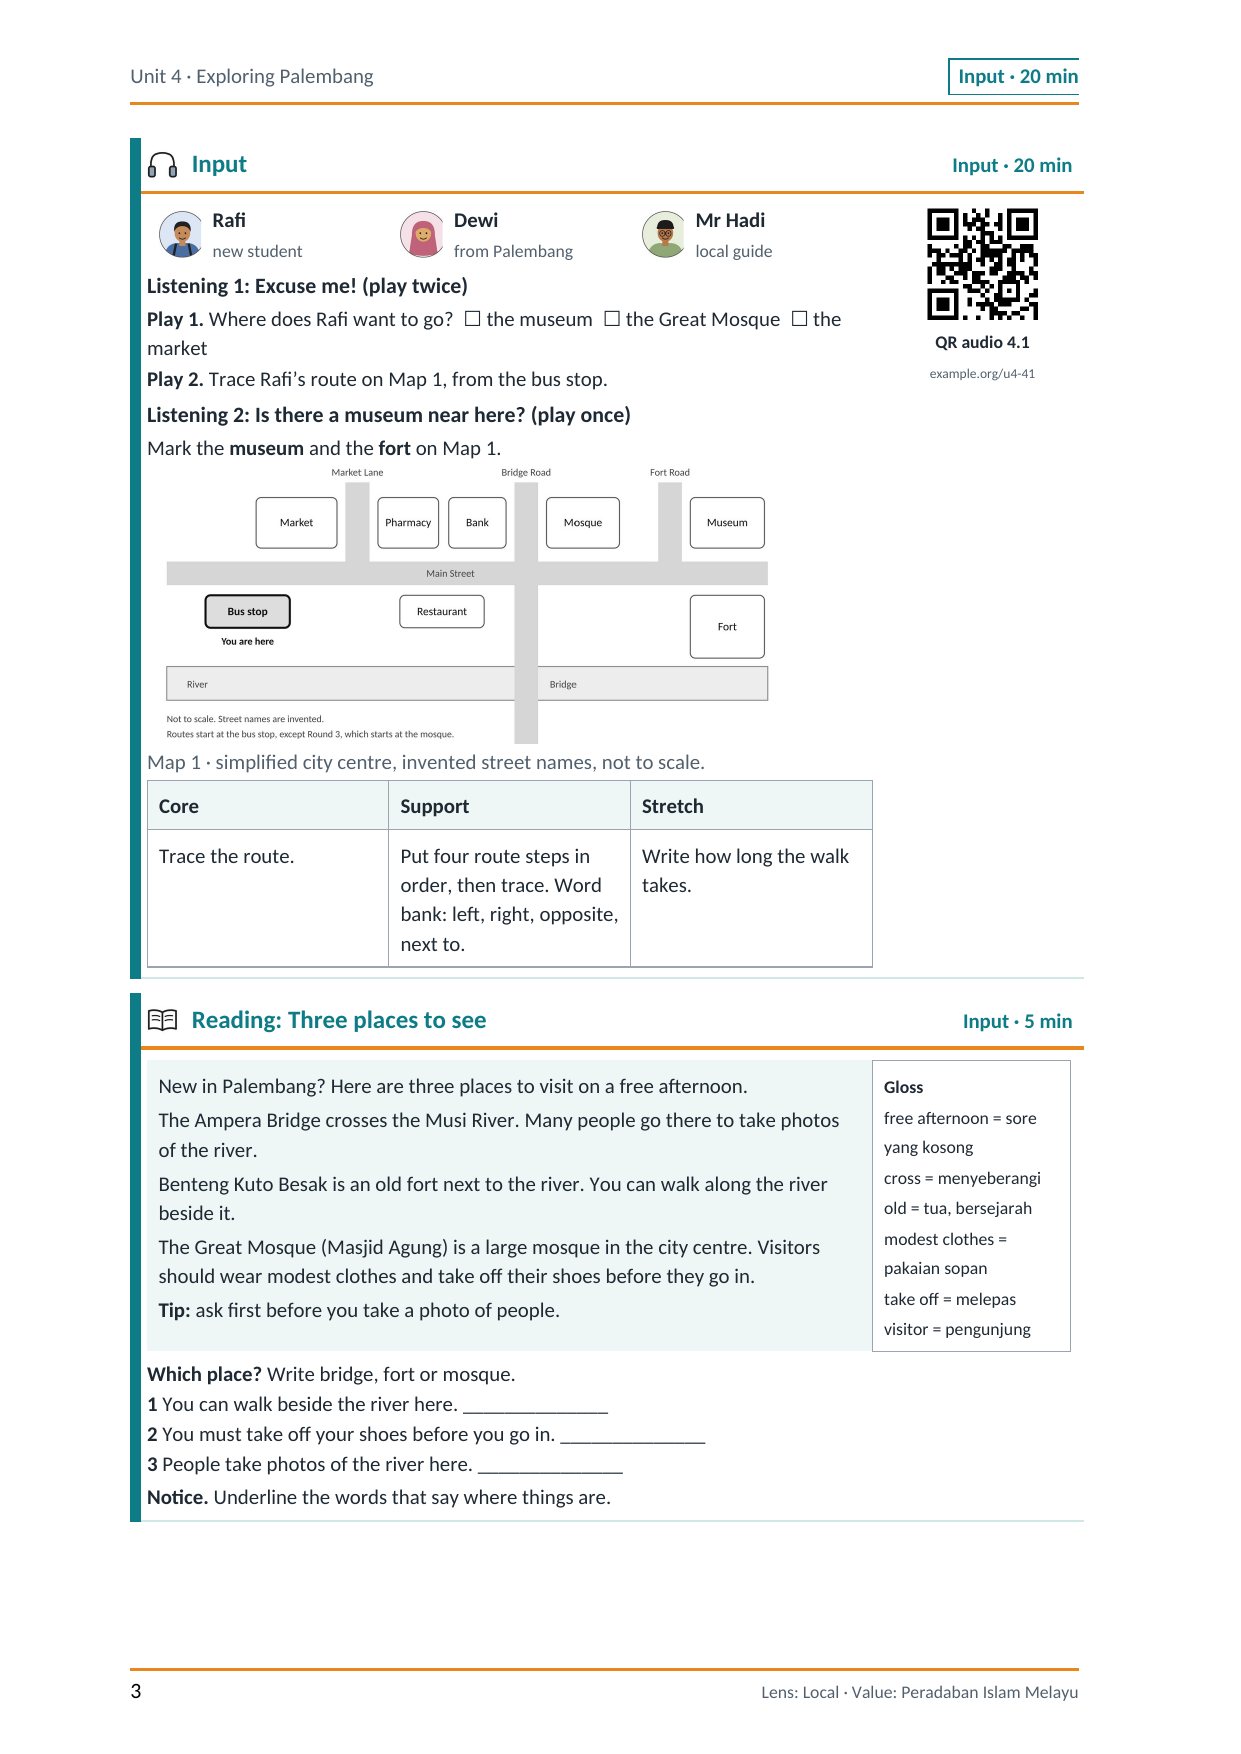 Unit 4 · Exploring Palembang
Input · 20 min
Input
Input · 20 min
Rafi
new student
Dewi
from Palembang
Mr Hadi
local guide
QR audio 4.1
example.org/u4-41
Listening 1: Excuse me! (play twice)
Play 1. Where does Rafi want to go? ☐ the museum ☐ the Great Mosque ☐ the
market
Play 2. Trace Rafi’s route on Map 1, from the bus stop.
Listening 2: Is there a museum near here? (play once)
Mark the museum and the fort on Map 1.
Market Lane
Bridge Road
Fort Road
Market
Pharmacy
Bank
Mosque
Museum
Main Street
Bus stop
You are here
Restaurant
Fort
River
Bridge
Not to scale. Street names are invented.
Routes start at the bus stop, except Round 3, which starts at the mosque.
Map 1 · simplified city centre, invented street names, not to scale.
Core
Support
Stretch
Trace the route.
Put four route steps in
order, then trace. Word
bank: left, right, opposite,
next to.
Write how long the walk
takes.
Reading: Three places to see
Input · 5 min
New in Palembang? Here are three places to visit on a free afternoon.
The Ampera Bridge crosses the Musi River. Many people go there to take photos
of the river.
Benteng Kuto Besak is an old fort next to the river. You can walk along the river
beside it.
The Great Mosque (Masjid Agung) is a large mosque in the city centre. Visitors
should wear modest clothes and take off their shoes before they go in.
Tip: ask first before you take a photo of people.
Gloss
free afternoon = sore
yang kosong
cross = menyeberangi
old = tua, bersejarah
modest clothes =
pakaian sopan
take off = melepas
visitor = pengunjung
Which place? Write bridge, fort or mosque.
1 You can walk beside the river here. ______________
2 You must take off your shoes before you go in. ______________
3 People take photos of the river here. ______________
Notice. Underline the words that say where things are.
3
Lens: Local · Value: Peradaban Islam Melayu